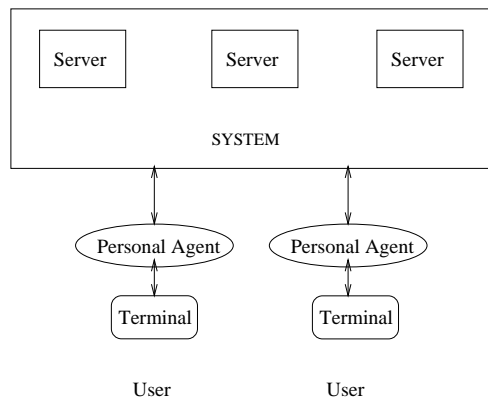 Server Server Server
SYSTEM
Personal Agent Personal Agent
Terminal Terminal
User User